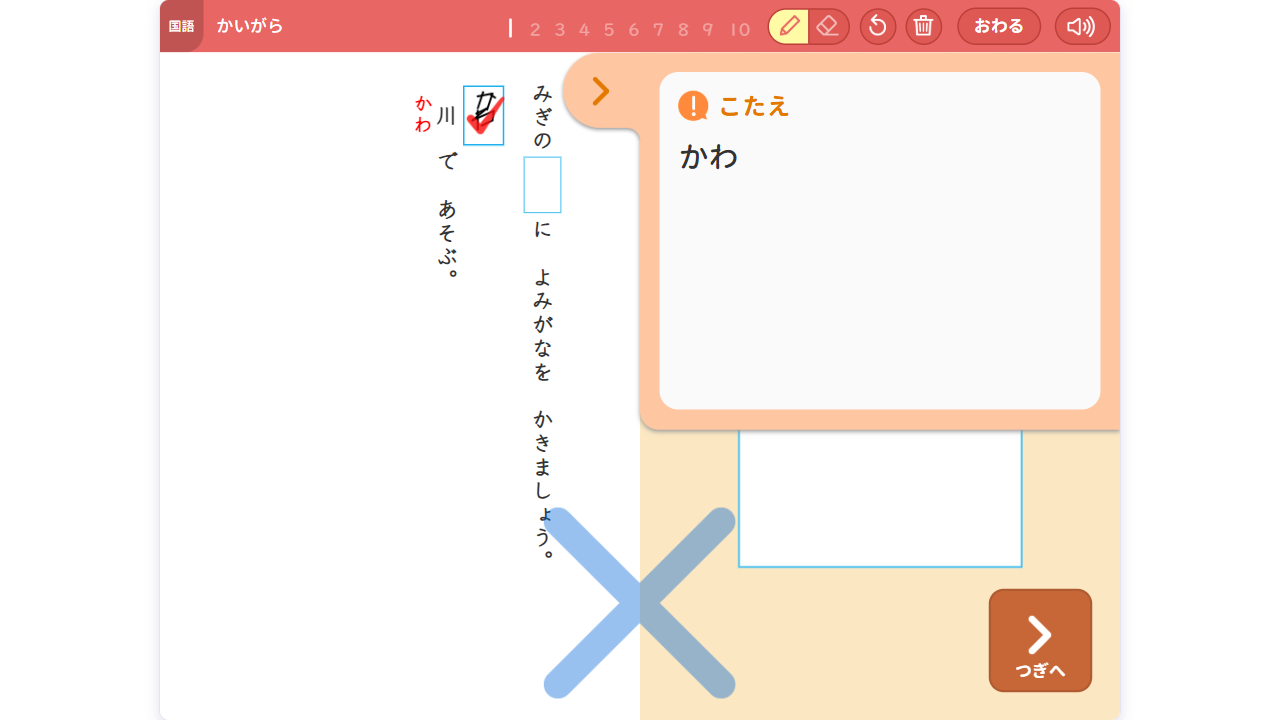 国語 かいがら
1 2 3 4 5 6 7 8 9 10
おわる
みぎの に よみがなを かきましょう。
川で あそぶ。
かわ
こたえ
かわ
つぎへ